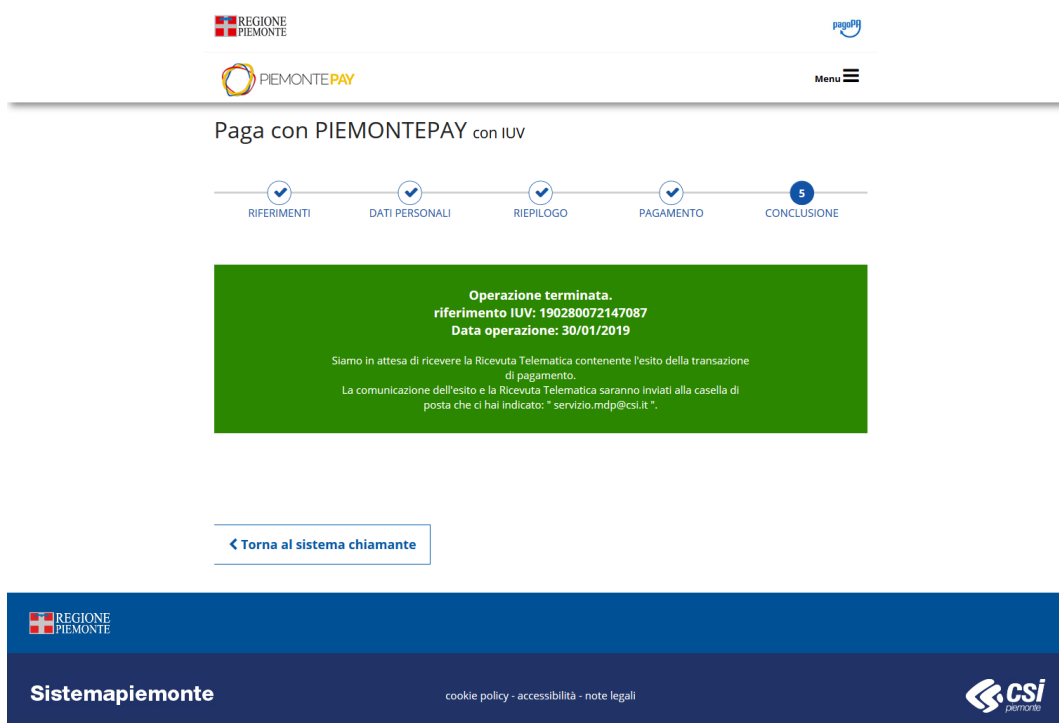 REGIONE
PIEMONTE
pagoPA
PIEMONTEPAY
Menu
Paga con PIEMONTEPAY con IUV
5
RIFERIMENTI DATI PERSONALI RIEPILOGO PAGAMENTO CONCLUSIONE
Operazione terminata.
riferimento IUV: 190280072147087
Data operazione: 30/01/2019
Siamo in attesa di ricevere la Ricevuta Telematica contenente l'esito della transazione
di pagamento.
La comunicazione dell'esito e la Ricevuta Telematica saranno inviati alla casella di
posta che ci hai indicato: " servizio.mdp@csi.it ".
Torna al sistema chiamante
REGIONE
PIEMONTE
Sistemapiemonte
cookie policy - accessibilità - note legali
csi
piemonte